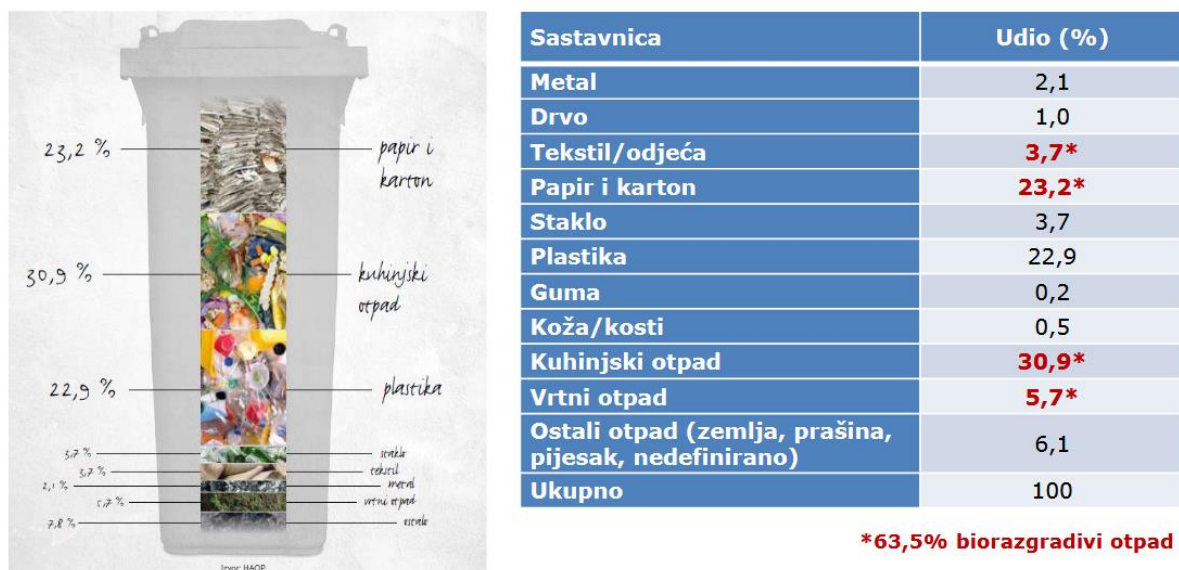 23,2 %
papir i
karton
30,9 %
kuhinjski
otpad
22,9 %
plastika
3,7 %
staklo
3,7 %
tekstil
2,1 %
metal
5,7 %
vrtni otpad
7,8 %
ostalo
Izvor: HAOP
Sastavnica Udio (%)
Metal 2,1
Drvo 1,0
Tekstil/odjeća 3,7*
Papir i karton 23,2*
Staklo 3,7
Plastika 22,9
Guma 0,2
Koža/kosti 0,5
Kuhinjski otpad 30,9*
Vrtni otpad 5,7*
Ostali otpad (zemlja, prašina,
pijesak, nedefinirano) 6,1
Ukupno 100
*63,5% biorazgradivi otpad